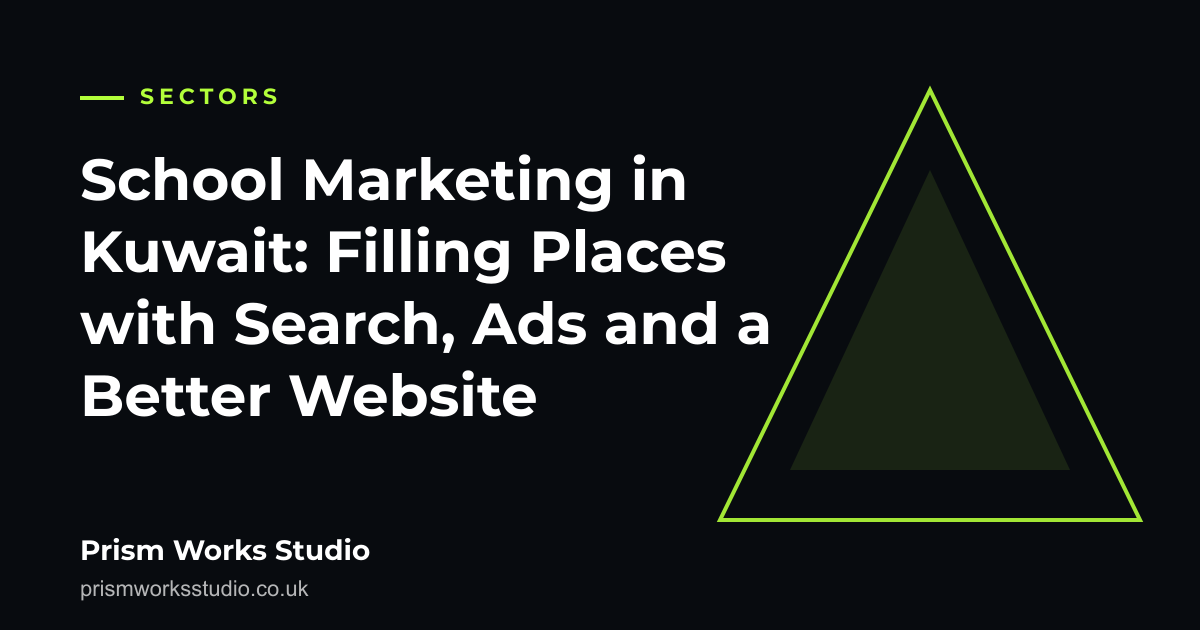 SECTORS
School Marketing in
Kuwait: Filling Places
with Search, Ads and a
Better Website
Prism Works Studio
prismworksstudio.co.uk